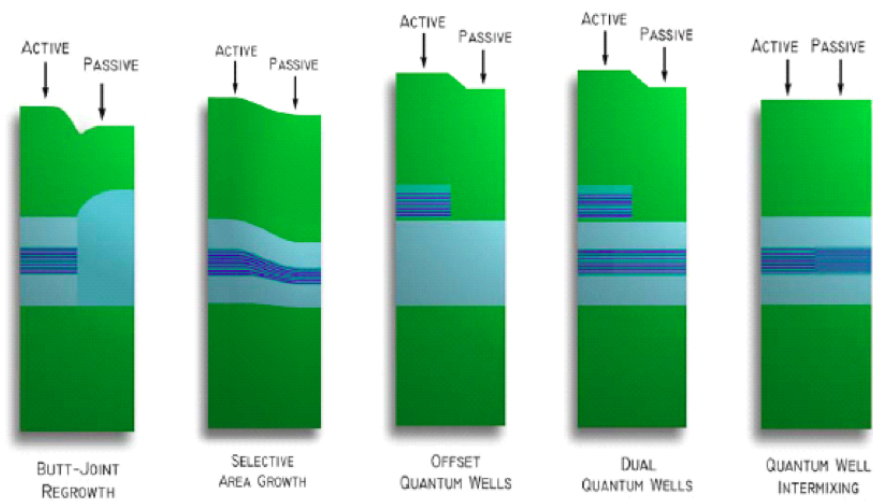 ACTIVE
PASSIVE
ACTIVE
PASSIVE
ACTIVE
PASSIVE
ACTIVE
PASSIVE
ACTIVE PASSIVE
BUTT-JOINT
REGROWTH
SELECTIVE
AREA GROWTH
OFFSET
QUANTUM WELLS
DUAL
QUANTUM WELLS
QUANTUM WELL
INTERMIXING